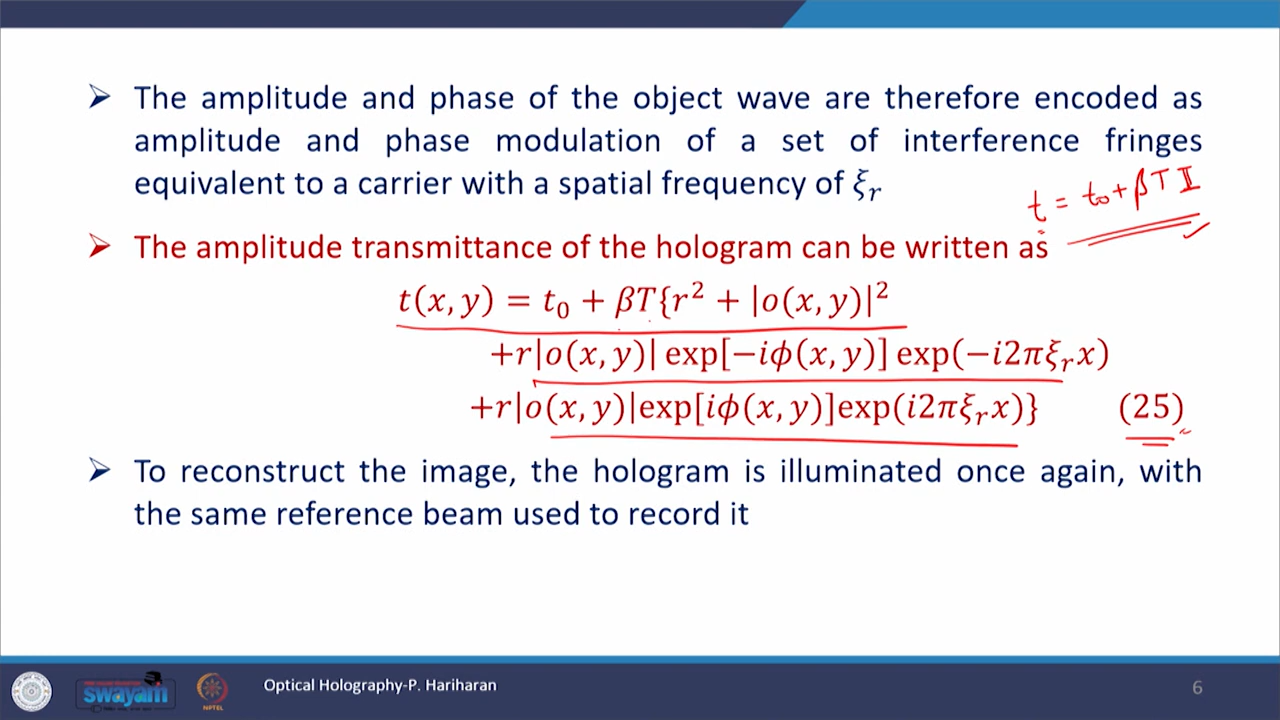 ➢ The amplitude and phase of the object wave are therefore encoded as
amplitude and phase modulation of a set of interference fringes
equivalent to a carrier with a spatial frequency of ξᵣ
t = t₀ + βTI
➢ The amplitude transmittance of the hologram can be written as
t(x, y) = t₀ + βT{r² + |o(x, y)|²
+r|o(x, y)| exp[−iϕ(x, y)] exp(−i2πξᵣx)
+r|o(x, y)|exp[iϕ(x, y)]exp(i2πξᵣx)} (25)
➢ To reconstruct the image, the hologram is illuminated once again, with
the same reference beam used to record it
swayam
NPTEL
Optical Holography-P. Hariharan
6